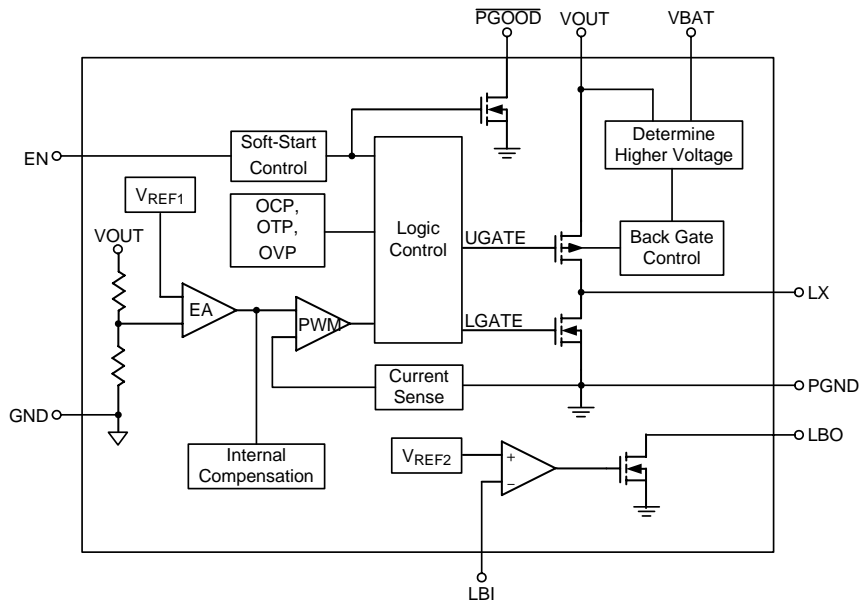 PGOOD
VOUT
VBAT
EN
Soft-Start
Control
Determine
Higher Voltage
VREF1
OCP,
OTP,
OVP
Logic
Control
UGATE
Back Gate
Control
VOUT
LX
EA
PWM
LGATE
Current
Sense
PGND
GND
Internal
Compensation
VREF2
+
−
LBO
LBI